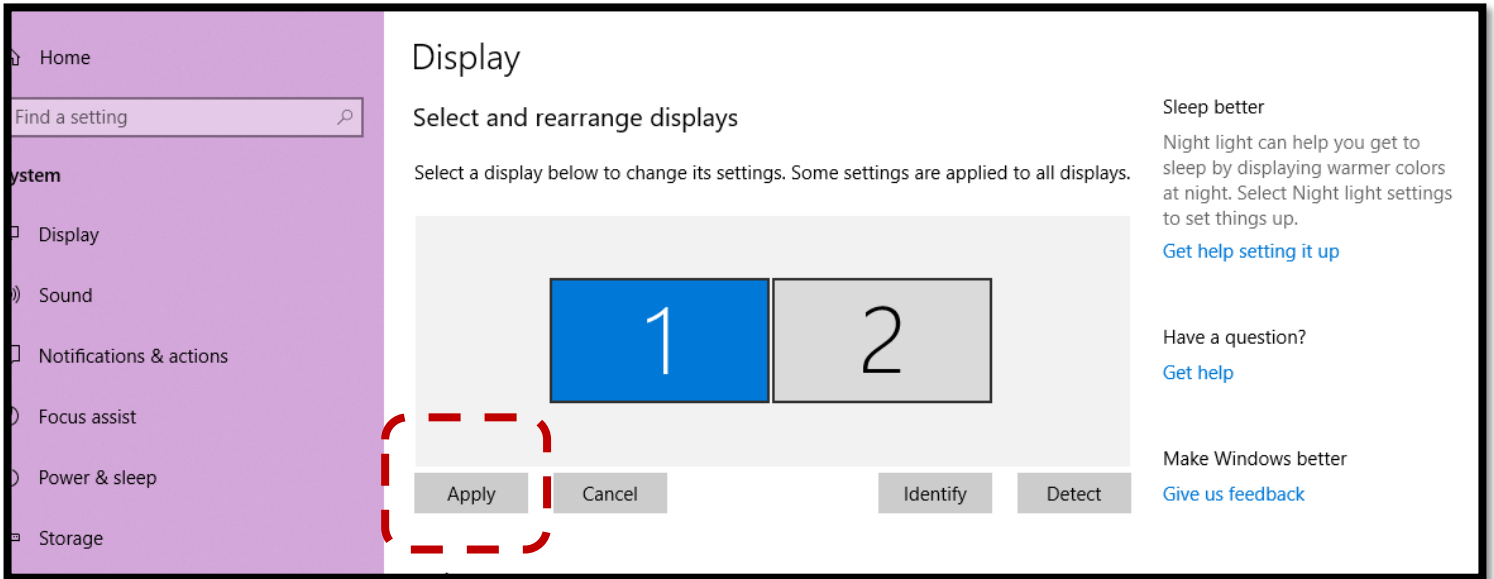 Home
Find a setting
ystem
Display
Sound
Notifications & actions
Focus assist
Power & sleep
Storage
Display
Select and rearrange displays
Select a display below to change its settings. Some settings are applied to all displays.
1
2
Apply
Cancel
Identify
Detect
Sleep better
Night light can help you get to
sleep by displaying warmer colors
at night. Select Night light settings
to set things up.
Get help setting it up
Have a question?
Get help
Make Windows better
Give us feedback